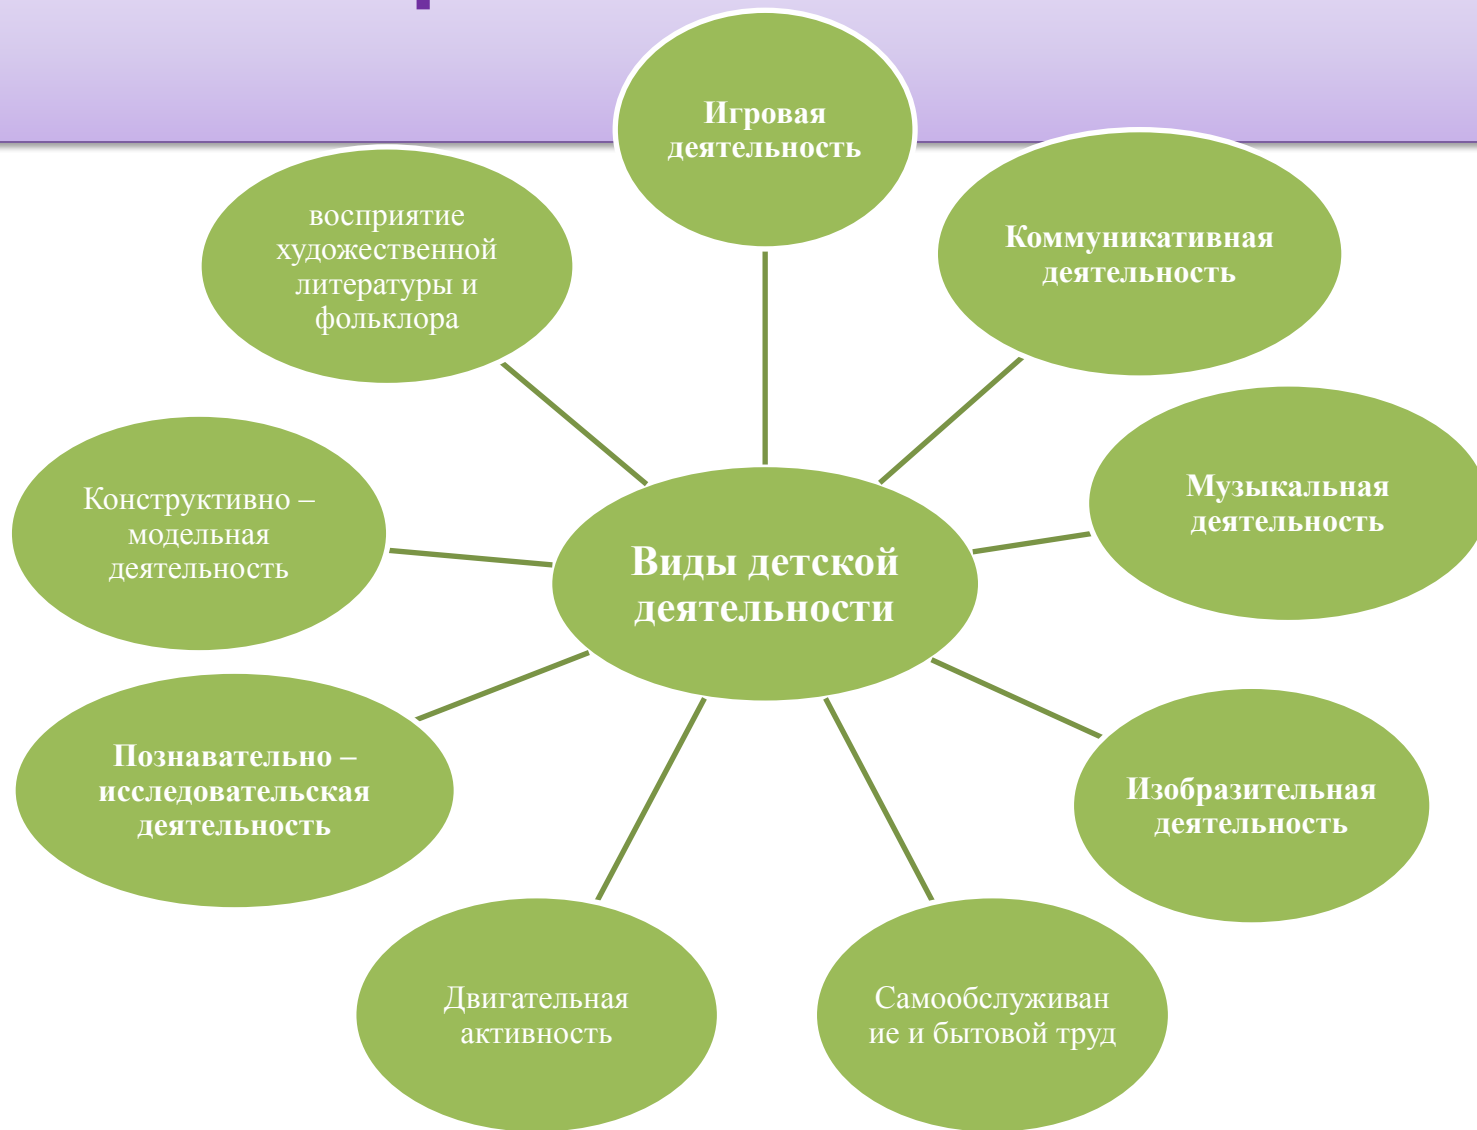 Игровая
деятельность
Коммуникативная
деятельность
Музыкальная
деятельность
Изобразительная
деятельность
Самообслуживан
ие и бытовой труд
Двигательная
активность
Познавательно –
исследовательская
деятельность
Конструктивно –
модельная
деятельность
восприятие
художественной
литературы и
фольклора
Виды детской
деятельности